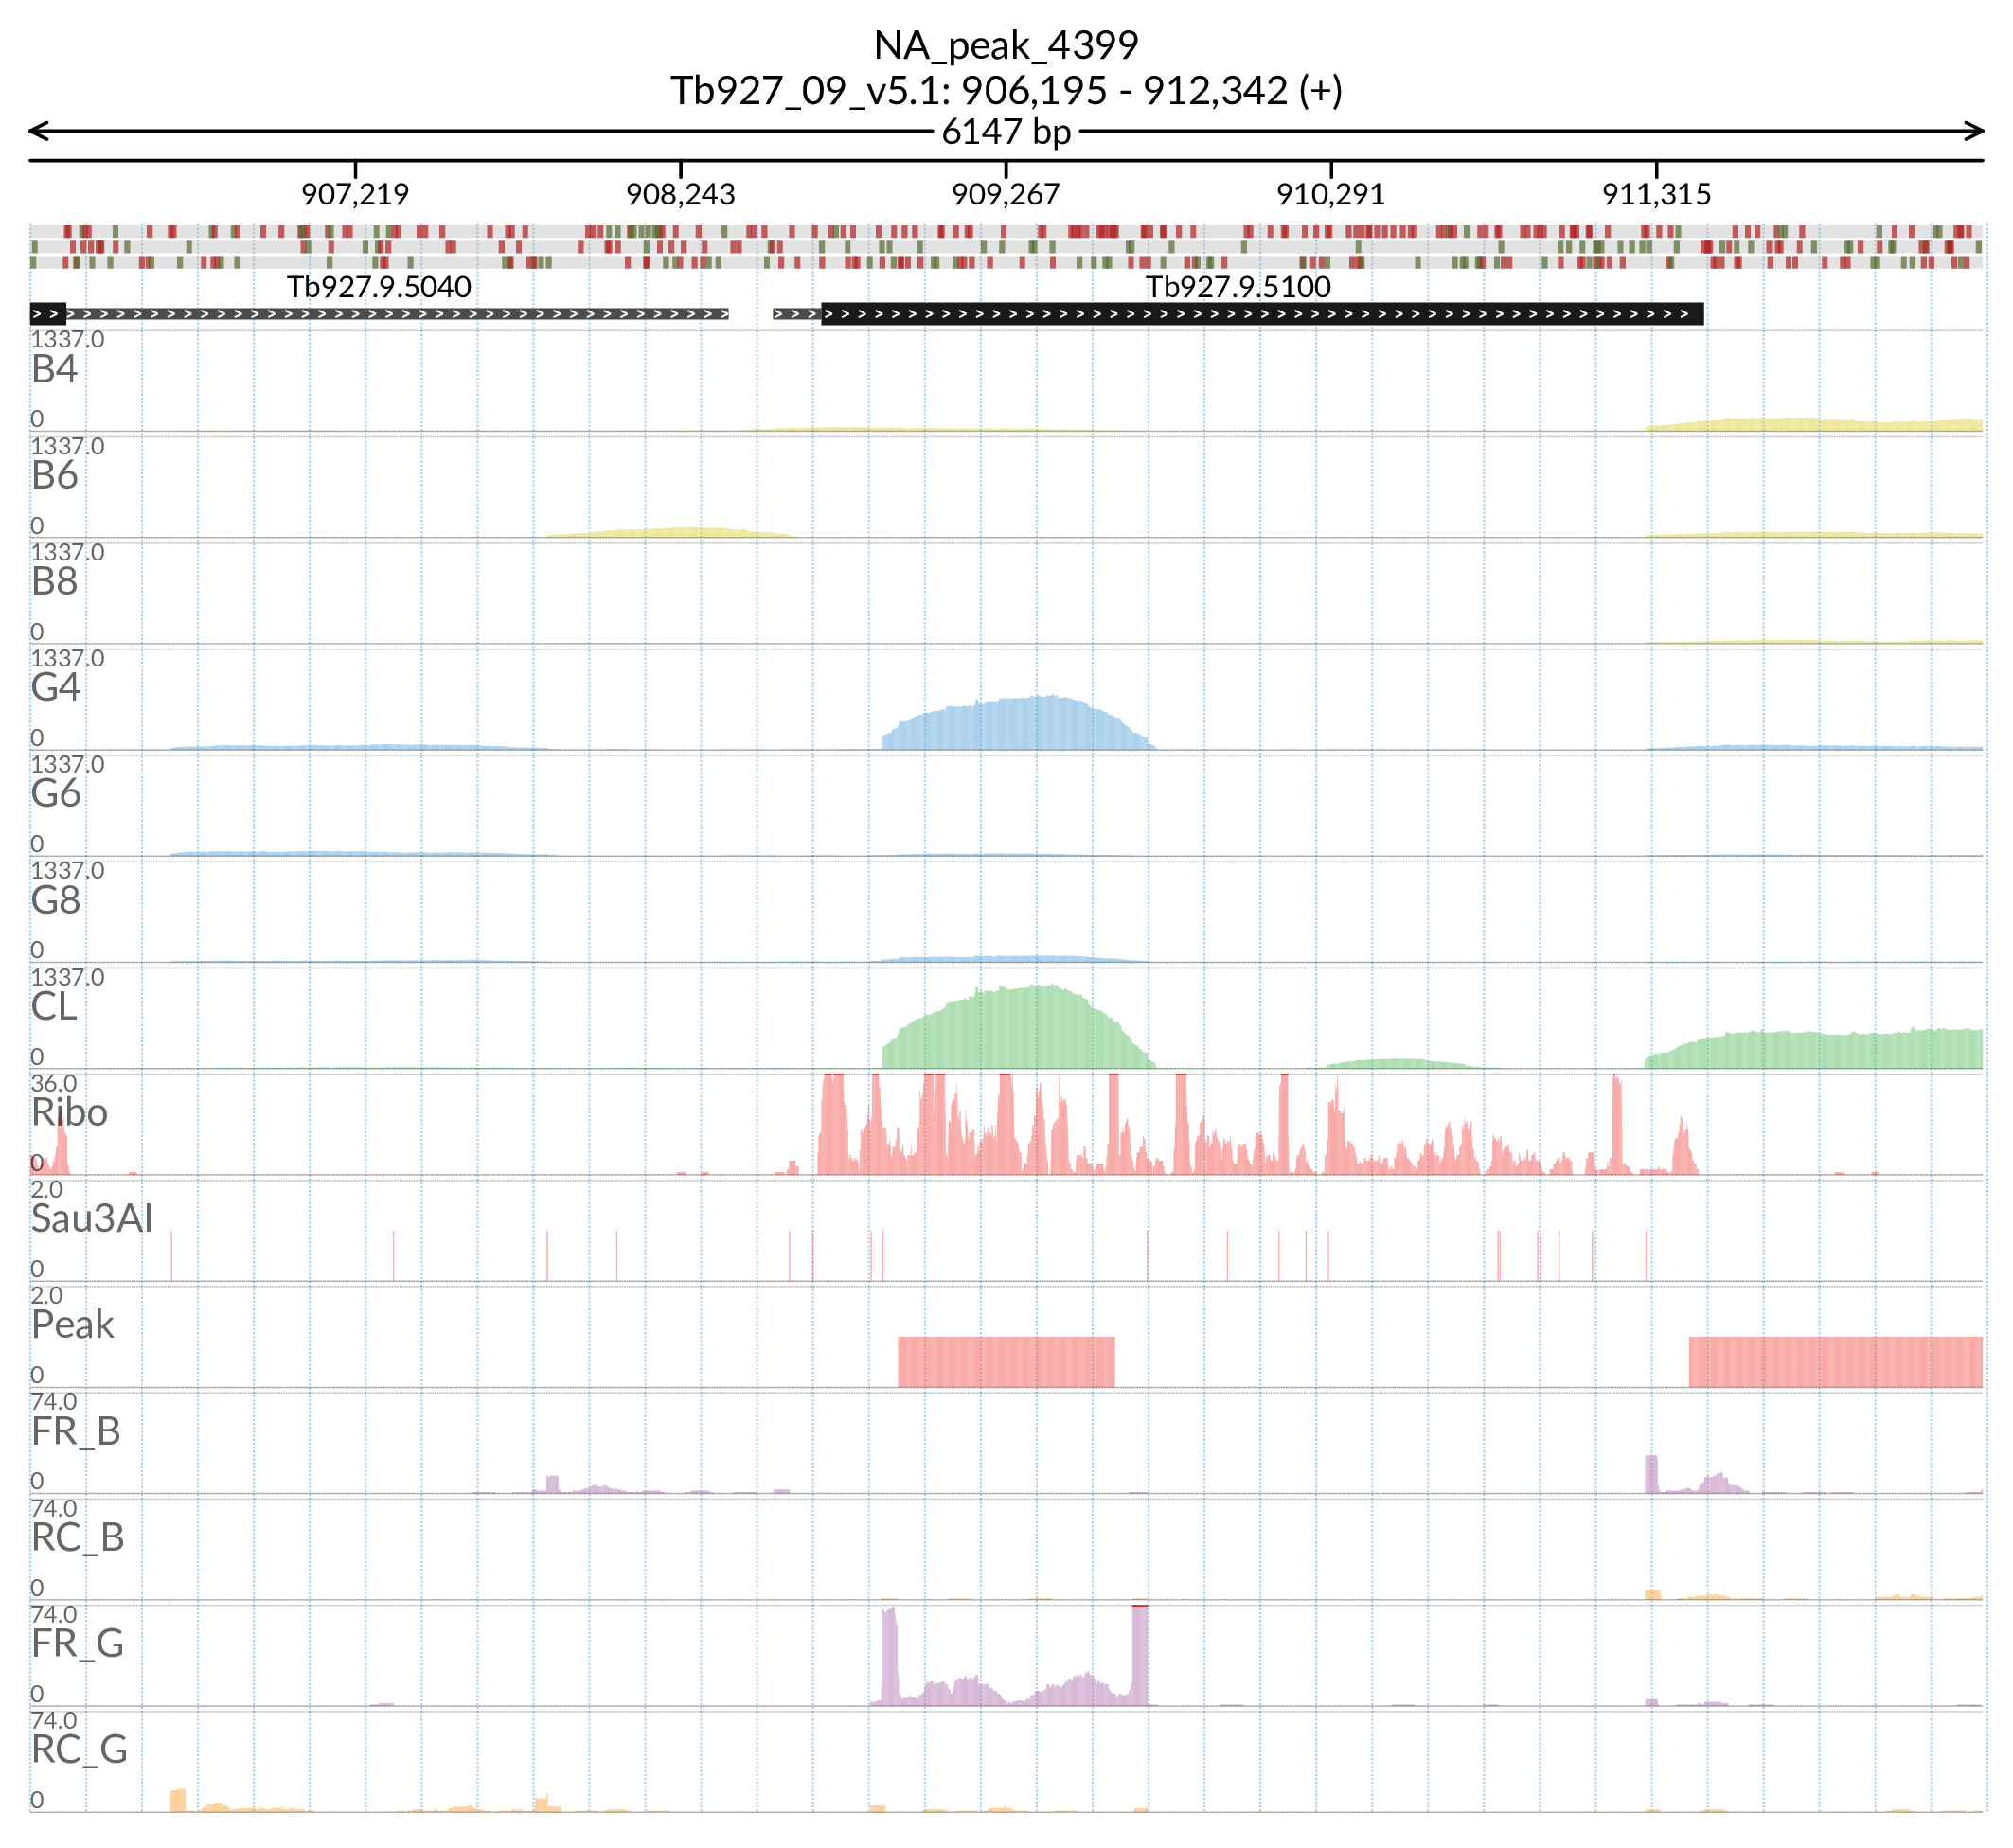 NA_peak_4399
Tb927_09_v5.1: 906,195 - 912,342 (+)
6147 bp
907,219 908,243 909,267 910,291 911,315
Tb927.9.5040 Tb927.9.5100
1337.0
B4
0
1337.0
B6
0
1337.0
B8
0
1337.0
G4
0
1337.0
G6
0
1337.0
G8
0
1337.0
CL
0
36.0
Ribo
0
2.0
Sau3AI
0
2.0
Peak
0
74.0
FR_B
0
74.0
RC_B
0
74.0
FR_G
0
74.0
RC_G
0